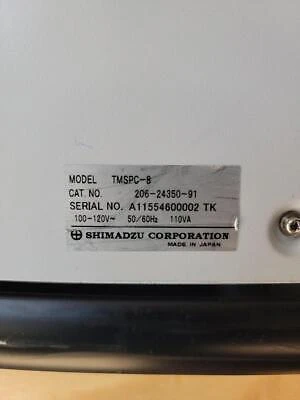 MODEL TMSPC-8
CAT. NO. 206-24350-91
SERIAL NO. A11554600002 TK
100-120V~ 50/60Hz 110VA
SHIMADZU CORPORATION
MADE IN JAPAN